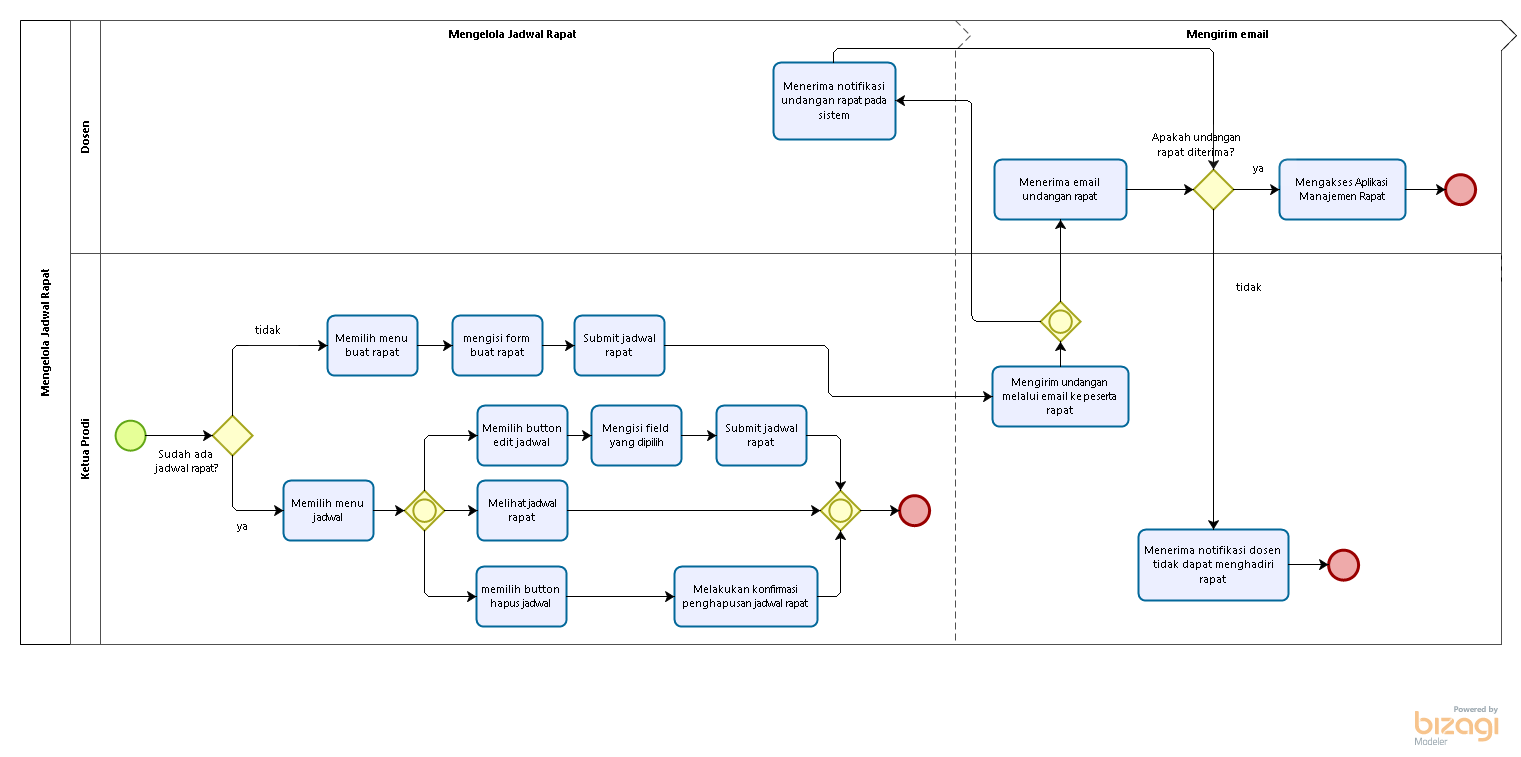 Mengelola Jadwal Rapat
Mengirim email
Mengelola Jadwal Rapat
Dosen
Menerima notifikasi
undangan rapat pada
sistem
Apakah undangan
rapat diterima?
Menerima email
undangan rapat
ya
Mengakses Aplikasi
Manajemen Rapat
Ketua Prodi
tidak
tidak
Memilih menu
buat rapat
mengisi form
buat rapat
Submit jadwal
rapat
Mengirim undangan
melalui email ke peserta
rapat
Sudah ada
jadwal rapat?
Memilih button
edit jadwal
Mengisi field
yang dipilih
Submit jadwal
rapat
ya
Memilih menu
jadwal
Melihat jadwal
rapat
memilih button
hapus jadwal
Melakukan konfirmasi
penghapusan jadwal rapat
Menerima notifikasi dosen
tidak dapat menghadiri
rapat
Powered by
bizagi
Modeler